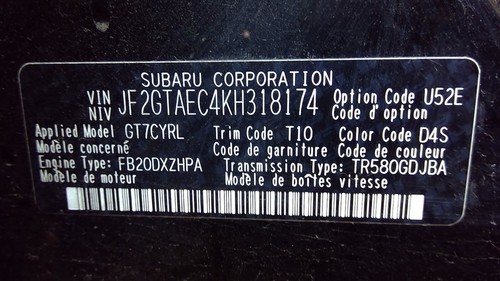 SUBARU CORPORATION
VIN JF2GTAEC4KH318174 Option Code U52E
NIV Code d'option
Applied Model GT7CYRL Trim Code T10 Color Code D4S
Modèle concerné Code de garniture Code de couleur
Engine Type: FB20DXZHPA Transmission Type: TR580GDJBA
Modèle de moteur Modèle de boîtes vitesse